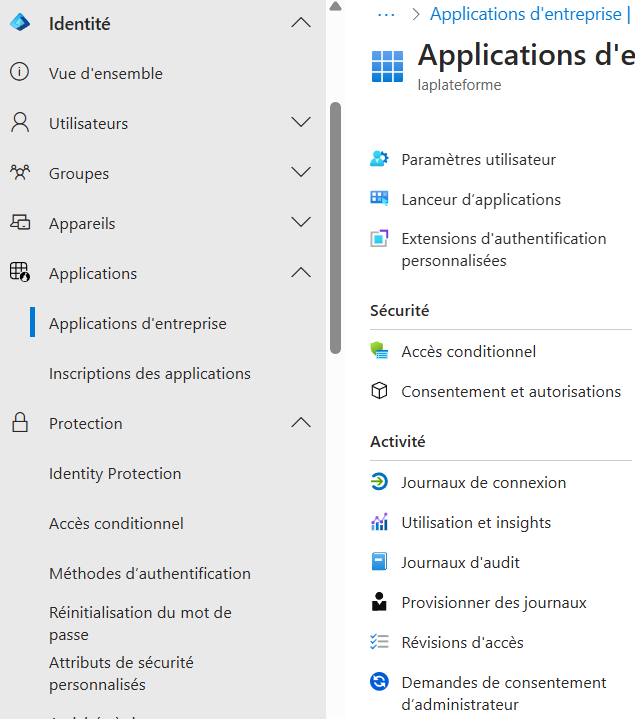 Identité
Vue d'ensemble
Utilisateurs
Groupes
Appareils
Applications
Applications d'entreprise
Inscriptions des applications
Protection
Identity Protection
Accès conditionnel
Méthodes d’authentification
Réinitialisation du mot de
passe
Attributs de sécurité
personnalisés
... > Applications d'entreprise |
Applications d'e
laplateforme
Paramètres utilisateur
Lanceur d’applications
Extensions d'authentification
personnalisées
Sécurité
Accès conditionnel
Consentement et autorisations
Activité
Journaux de connexion
Utilisation et insights
Journaux d'audit
Provisionner des journaux
Révisions d'accès
Demandes de consentement
d’administrateur